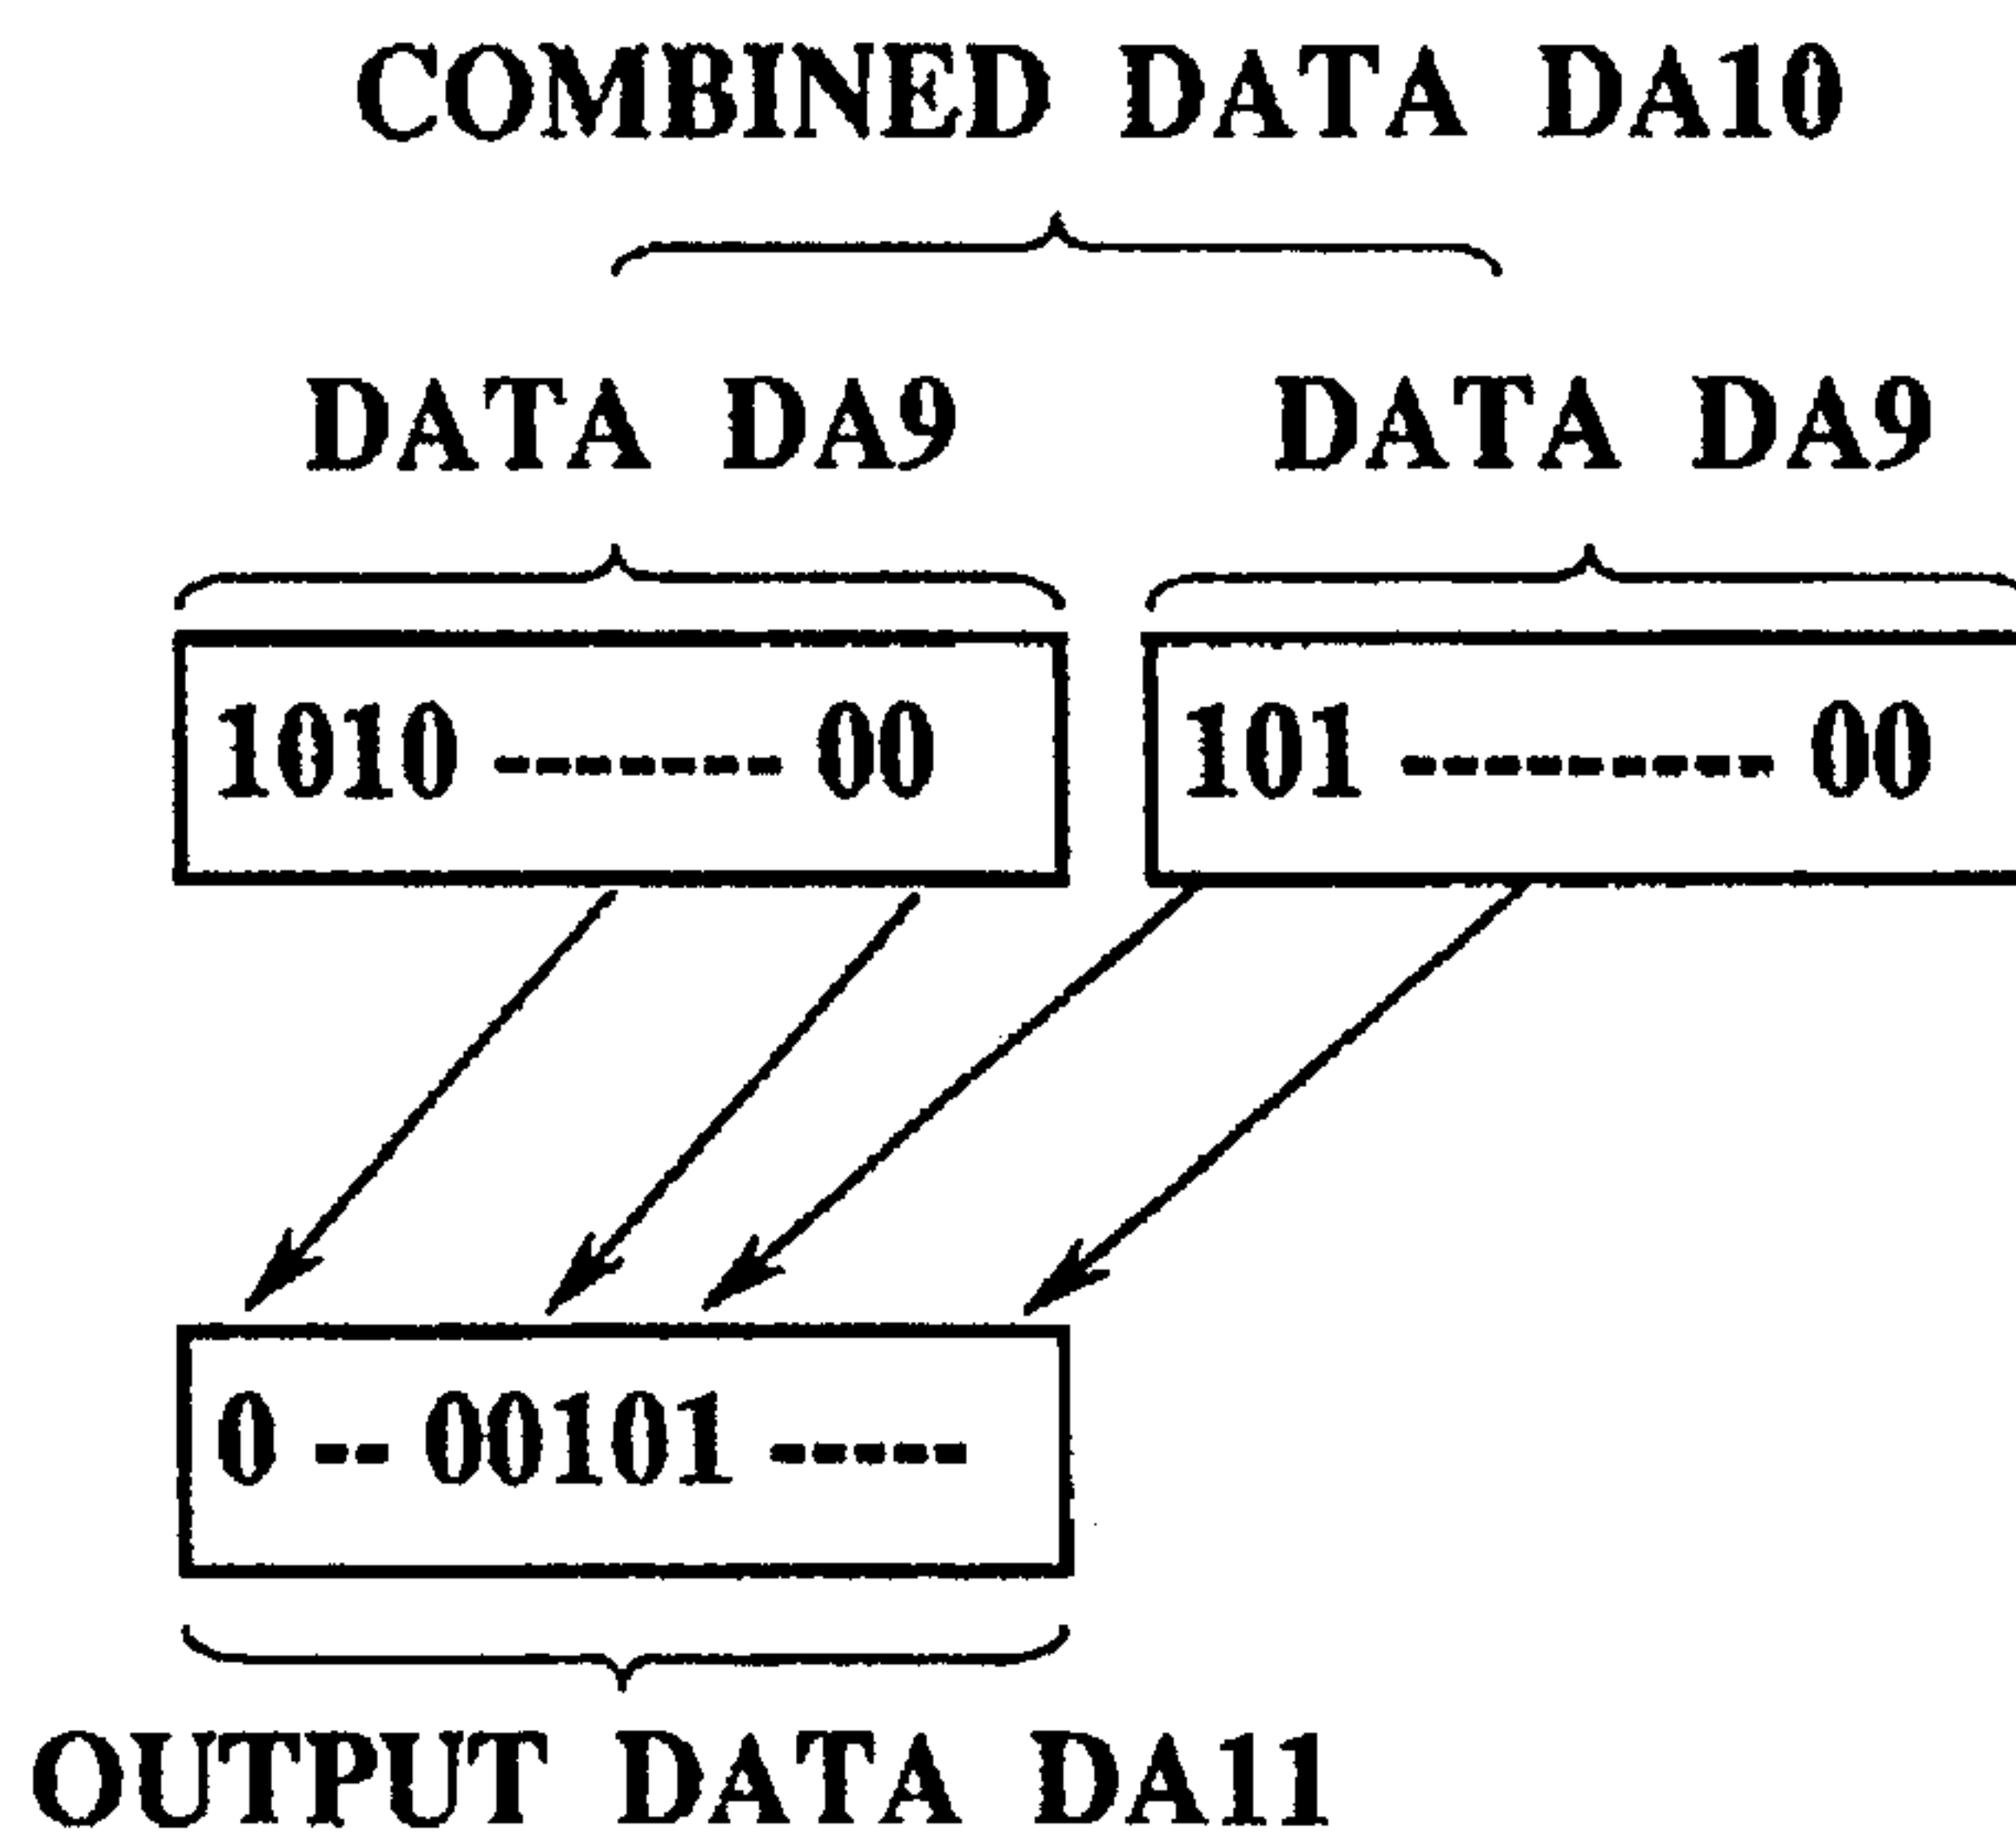 COMBINED DATA DA10
DATA DA9 DATA DA9
1010 ------- 00 101 --------- 00
0 -- 00101 -----
OUTPUT DATA DA11